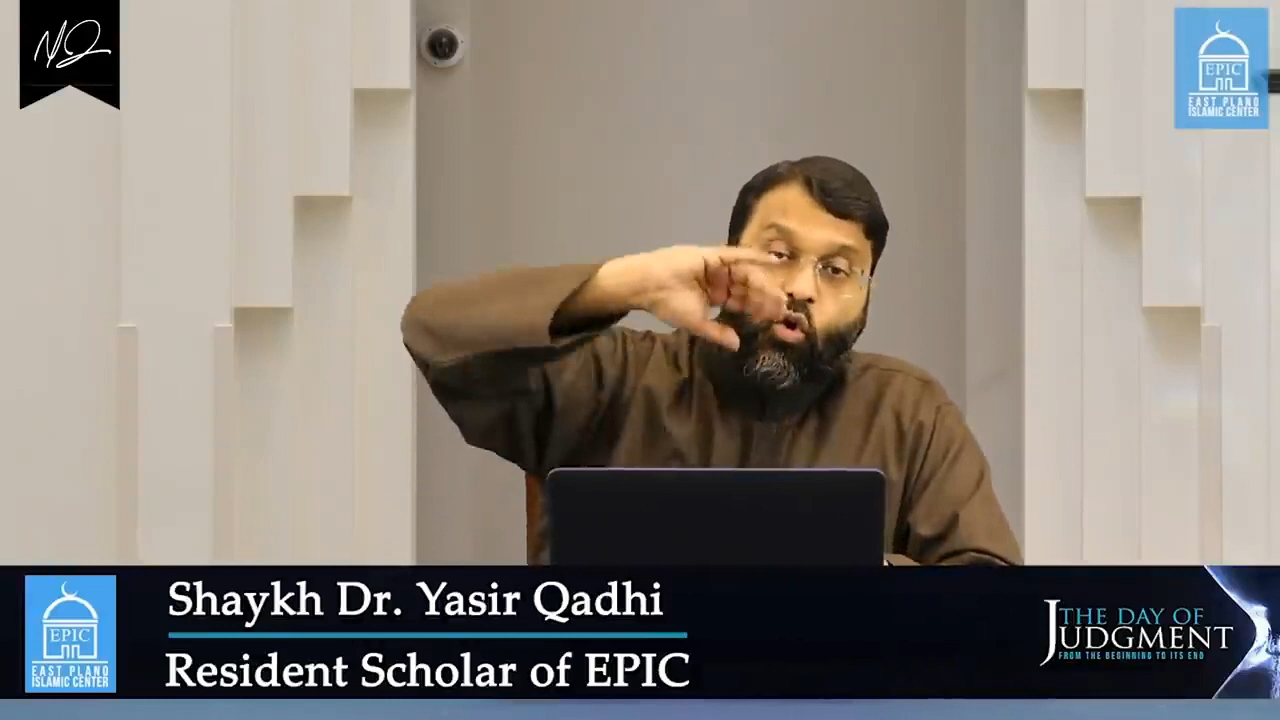 EPIC
EAST PLANO
ISLAMIC CENTER
Shaykh Dr. Yasir Qadhi
Resident Scholar of EPIC
EPIC
EAST PLANO
ISLAMIC CENTER
THE DAY OF
JUDGMENT
FROM THE BEGINNING TO ITS END